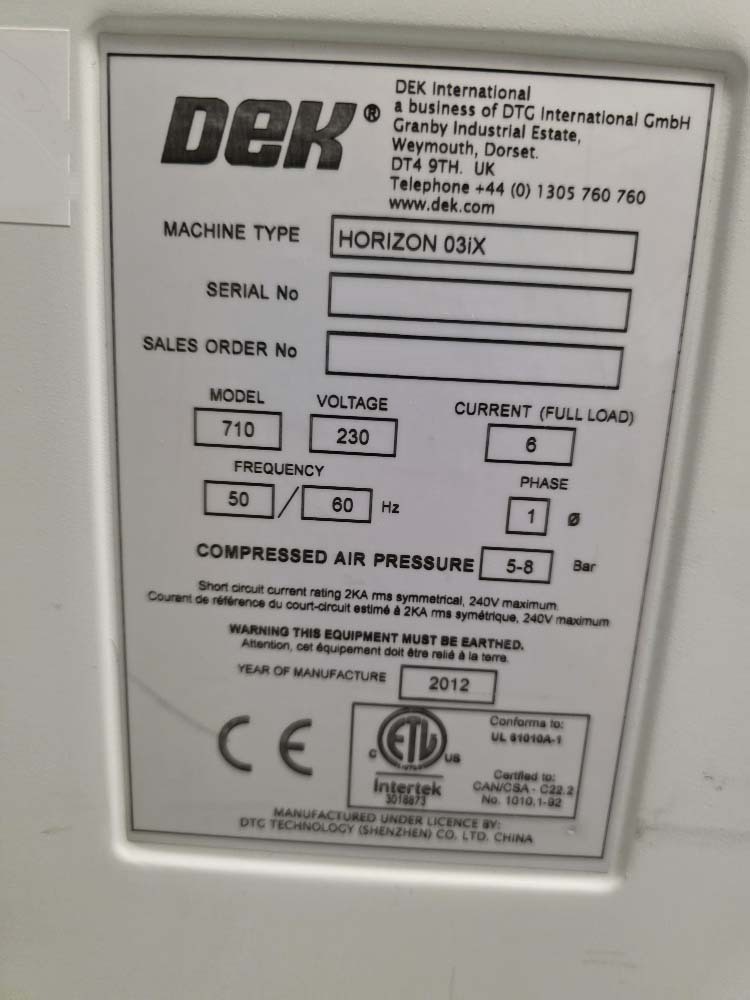 DEK®
DEK International
a business of DTG International GmbH
Granby Industrial Estate,
Weymouth, Dorset.
DT4 9TH. UK
Telephone +44 (0) 1305 760 760
www.dek.com
MACHINE TYPE HORIZON 03iX
SERIAL No
SALES ORDER No
MODEL VOLTAGE CURRENT (FULL LOAD)
710 230 6
FREQUENCY PHASE
50 / 60 Hz 1 Ø
COMPRESSED AIR PRESSURE 5-8 Bar
Short circuit current rating 2KA rms symmetrical, 240V maximum
Courant de référence du court-circuit estimé à 2KA rms symétrique, 240V maximum
WARNING THIS EQUIPMENT MUST BE EARTHED.
Attention, cet équipement doit être relié à la terre.
YEAR OF MANUFACTURE 2012
CE
C ETL US
LISTED
Intertek
3018873
Conforms to:
UL 61010A-1
Certified to:
CAN/CSA - C22.2
No. 1010.1-92
MANUFACTURED UNDER LICENCE BY:
DTG TECHNOLOGY (SHENZHEN) CO. LTD. CHINA